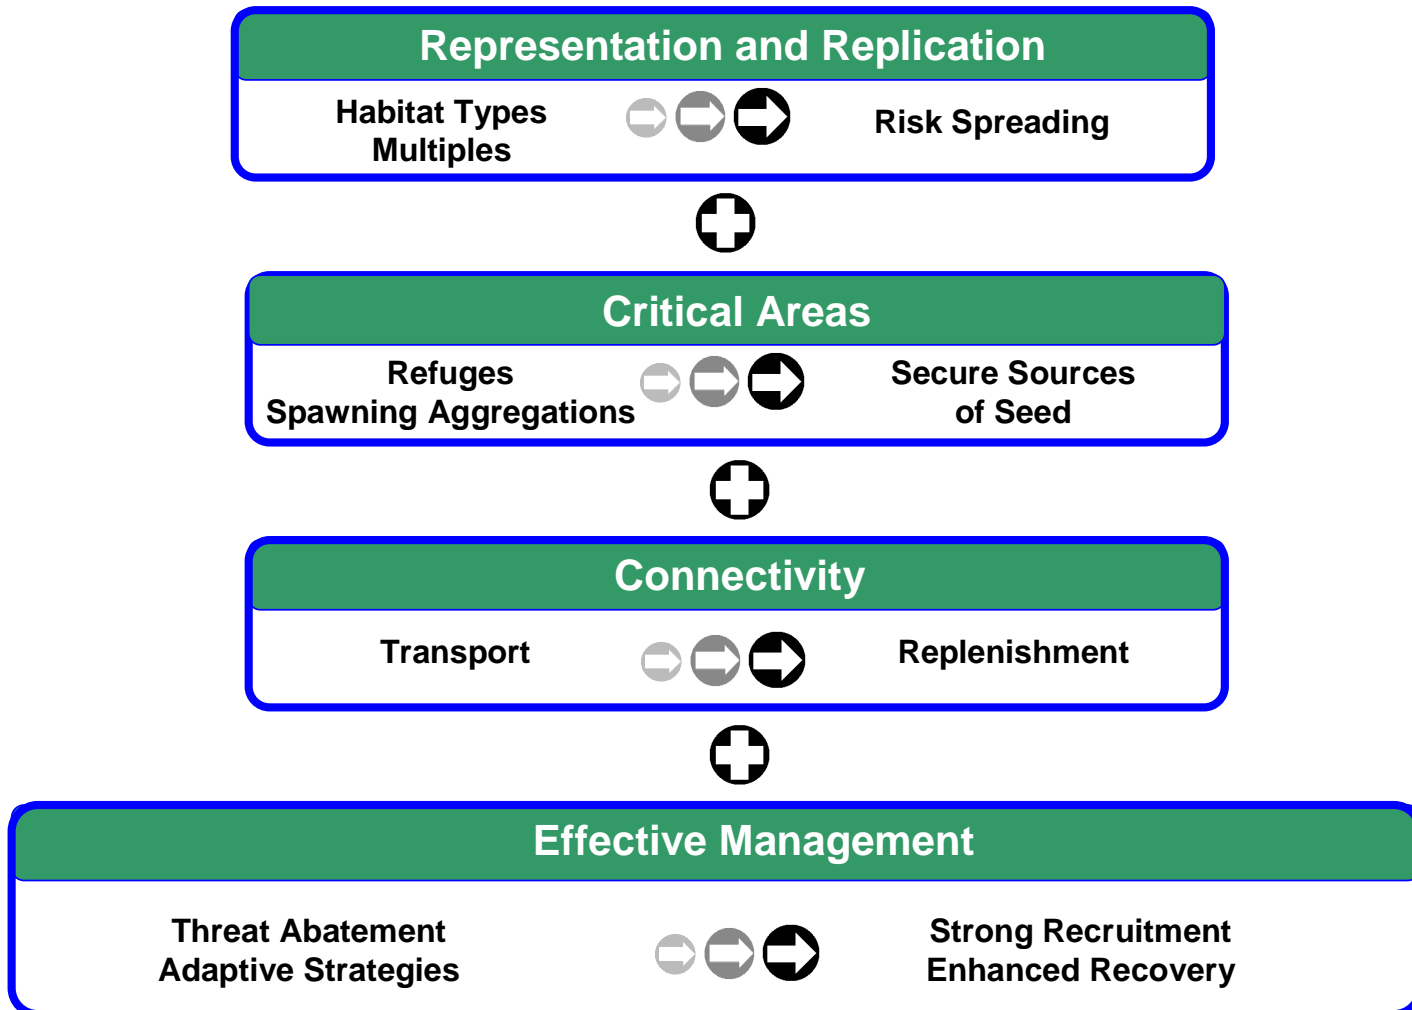 Representation and Replication
Habitat Types
Multiples
Risk Spreading
Critical Areas
Refuges
Spawning Aggregations
Secure Sources
of Seed
Connectivity
Transport
Replenishment
Effective Management
Threat Abatement
Adaptive Strategies
Strong Recruitment
Enhanced Recovery